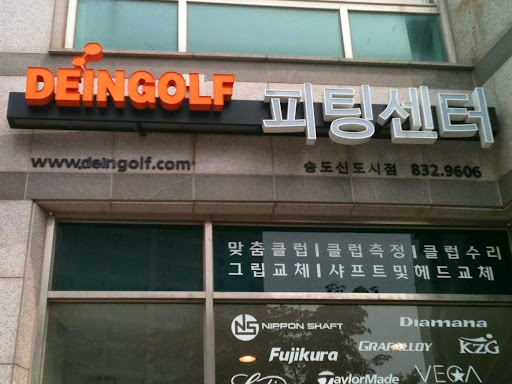 DEINGOLF 피팅센터
www.deingolf.com 송도신도시점 832.9606
맞춤클럽 | 클럽측정 | 클럽수리
그립교체 | 샤프트및헤드교체
NS NIPPON SHAFT Diamana
Fujikura GRAFALLOY KZG
TaylorMade VEGA